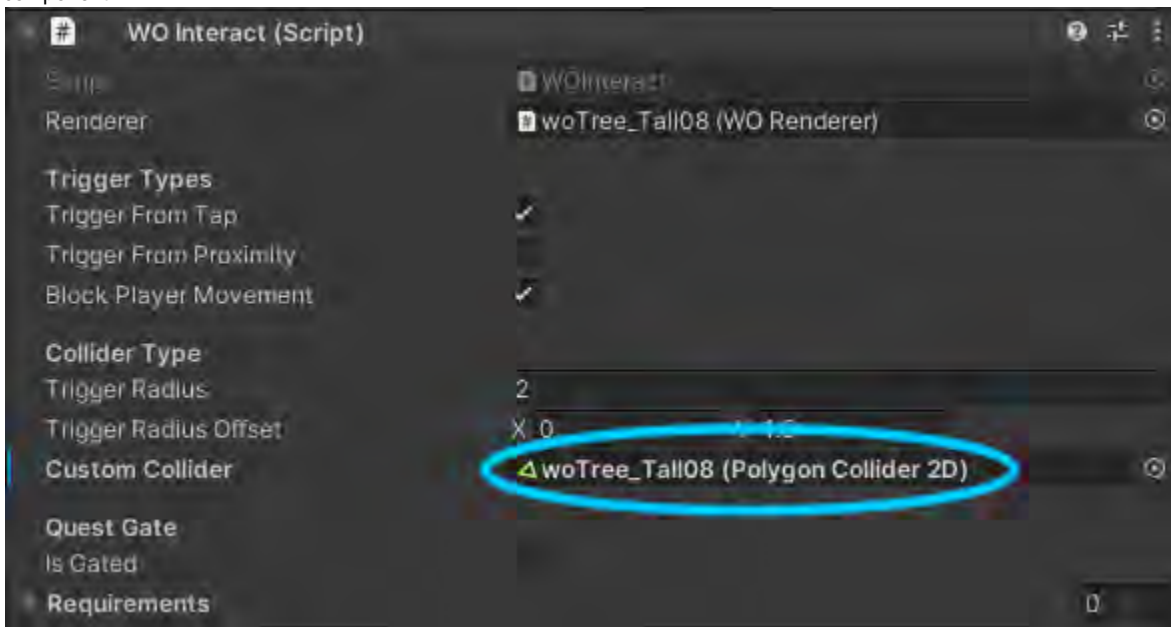 WO Interact (Script)
Script WOInteract
Renderer woTree_Tall08 (WO Renderer)
Trigger Types
Trigger From Tap
Trigger From Proximity
Block Player Movement
Collider Type
Trigger Radius 2
Trigger Radius Offset X 0
Custom Collider woTree_Tall08 (Polygon Collider 2D)
Quest Gate
Is Gated
Requirements 0